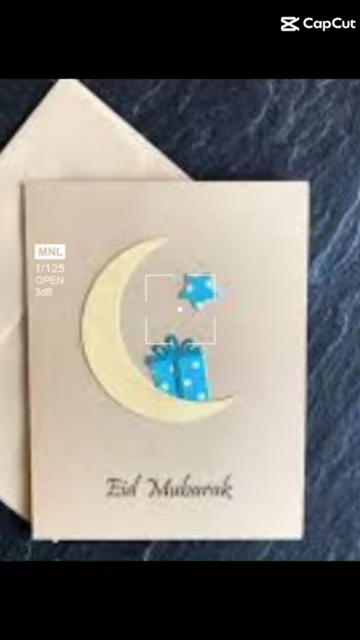 CapCut
MNL
1/125
OPEN
3dB
Eid Mubarak